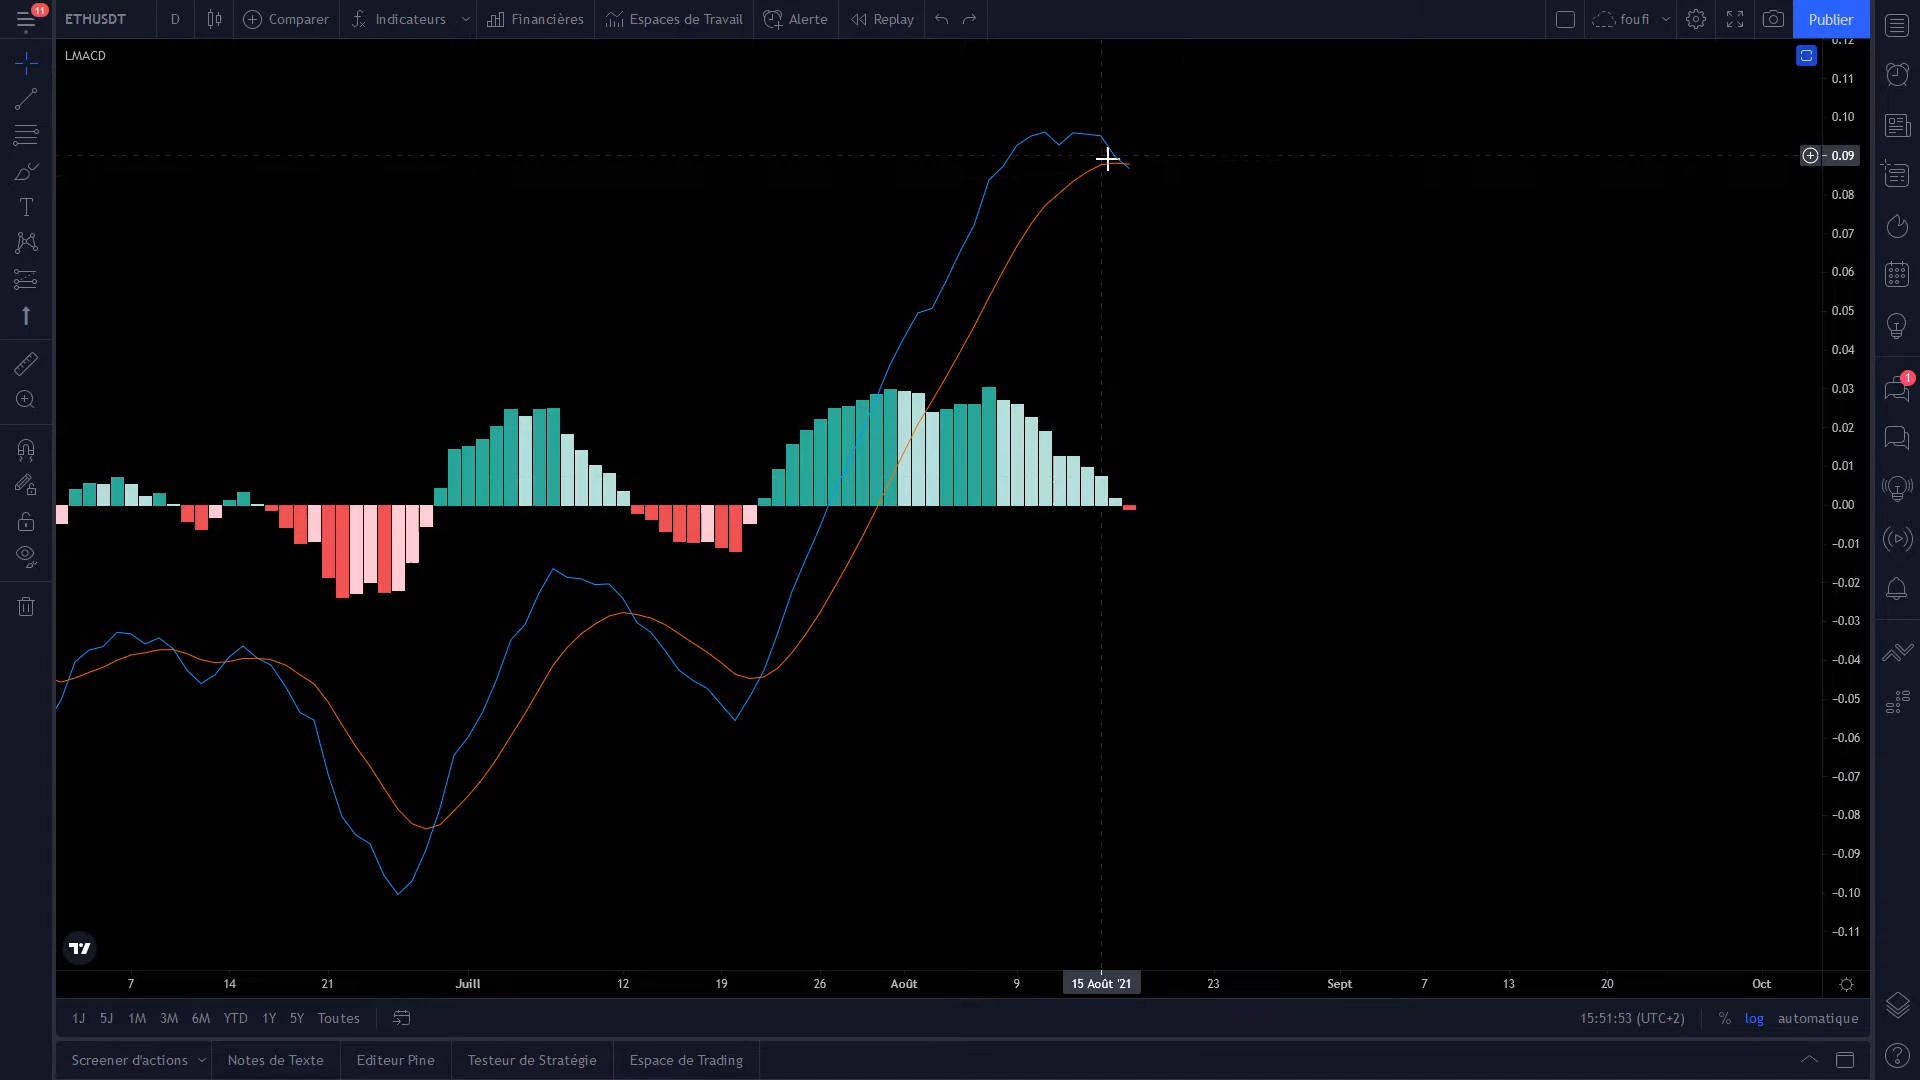 11
ETHUSDT
D
Comparer
Indicateurs
Financières
Espaces de Travail
Alerte
Replay
foufi
Publier
LMACD
0.12
0.11
0.10
0.09
0.08
0.07
0.06
0.05
0.04
0.03
0.02
0.01
0.00
−0.01
−0.02
−0.03
−0.04
−0.05
−0.06
−0.07
−0.08
−0.09
−0.10
−0.11
1
7 14 21 Juill 12 19 26 Août 9 15 Août '21 23 Sept 7 13 20 Oct
1J 5J 1M 3M 6M YTD 1Y 5Y Toutes
15:51:53 (UTC+2) % log automatique
Screener d'actions
Notes de Texte
Editeur Pine
Testeur de Stratégie
Espace de Trading